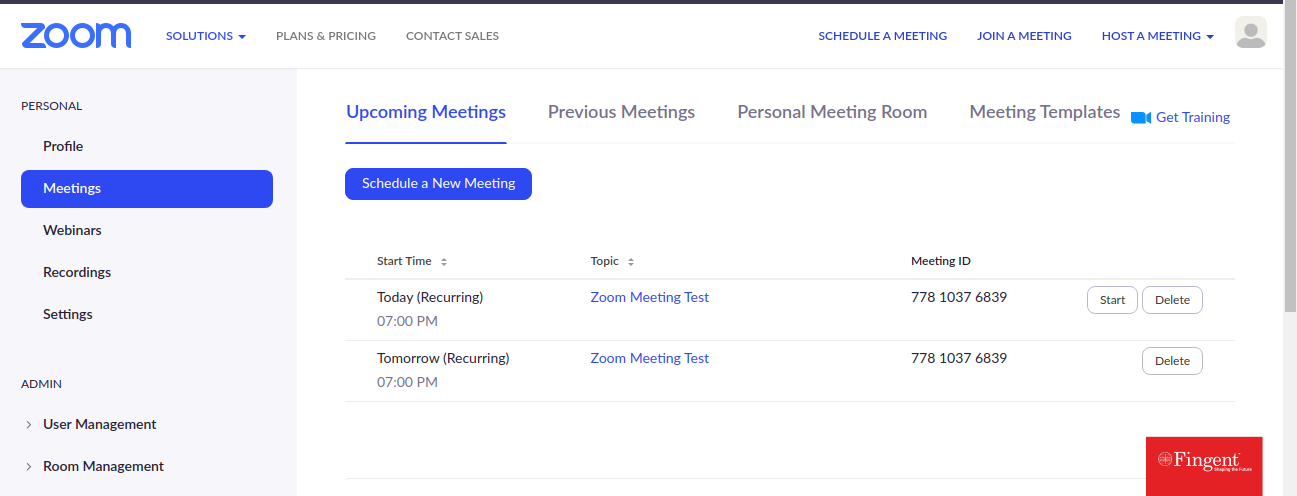 zoom
SOLUTIONS PLANS & PRICING CONTACT SALES SCHEDULE A MEETING JOIN A MEETING HOST A MEETING
PERSONAL
Profile
Meetings
Webinars
Recordings
Settings
ADMIN
User Management
Room Management
Upcoming Meetings Previous Meetings Personal Meeting Room Meeting Templates Get Training
Schedule a New Meeting
Start Time Topic Meeting ID
Today (Recurring) Zoom Meeting Test 778 1037 6839 Start Delete
07:00 PM
Tomorrow (Recurring) Zoom Meeting Test 778 1037 6839 Delete
07:00 PM
Fingent
Shaping the Future